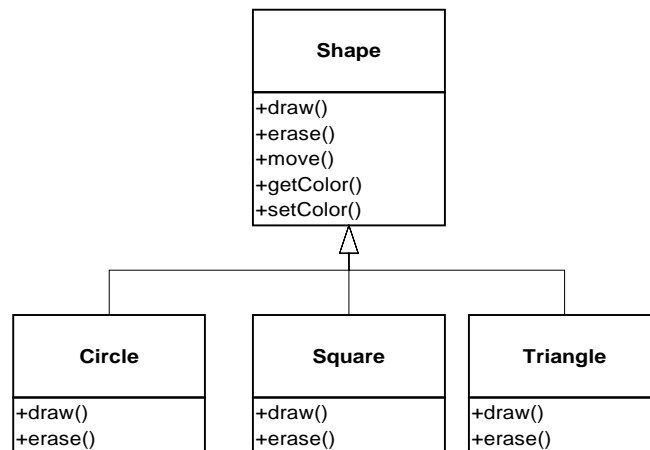 Shape
+draw()
+erase()
+move()
+getColor()
+setColor()
Circle
+draw()
+erase()
Square
+draw()
+erase()
Triangle
+draw()
+erase()